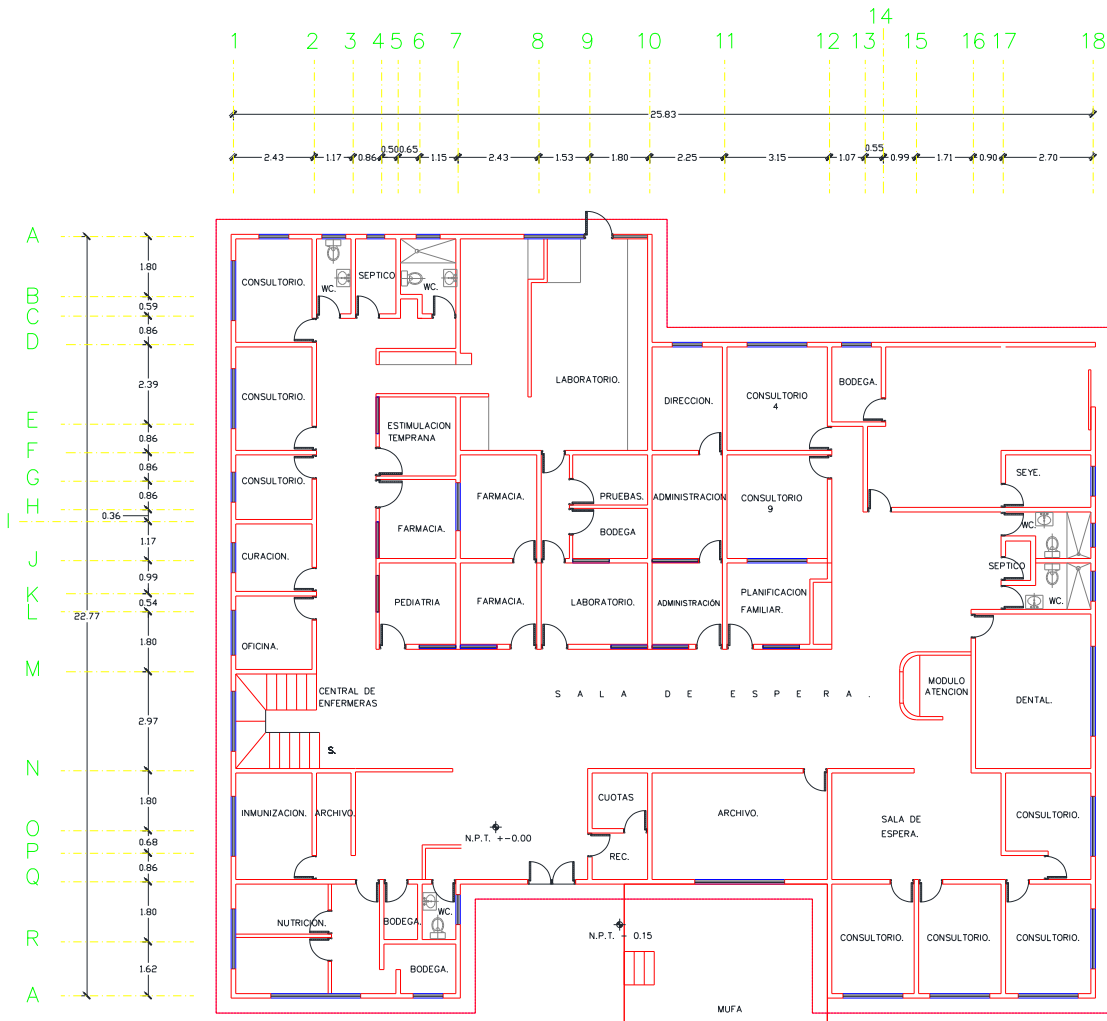 14
1 2 3 4 5 6 7 8 9 10 11 12 13 15 16 17 18
25.83
0.55
0.50 0.65
2.43 1.17 0.86 1.15 2.43 1.53 1.80 2.25 3.15 1.07 0.99 1.71 0.90 2.70
A
1.80
B
0.59
C
0.86
D
2.39
E
0.86
F
0.86
G
0.86
H
0.36
I
1.17
J
0.99
K
0.54
L
22.77
1.80
M
2.97
N
1.80
O
0.68
P
0.86
Q
1.80
R
1.62
A
CONSULTORIO.
WC.
SEPTICO
WC.
CONSULTORIO.
LABORATORIO.
DIRECCION.
CONSULTORIO
4
BODEGA.
ESTIMULACION
TEMPRANA
CONSULTORIO.
FARMACIA.
PRUEBAS.
ADMINISTRACION
CONSULTORIO
9
SEYE.
FARMACIA.
BODEGA
WC.
CURACION.
SEPTICO
WC.
PEDIATRIA
FARMACIA.
LABORATORIO.
ADMINISTRACIÓN
PLANIFICACION
FAMILIAR.
OFICINA.
CENTRAL DE
ENFERMERAS
SALA DE ESPERA.
MODULO
ATENCION
DENTAL.
S.
INMUNIZACION.
ARCHIVO.
CUOTAS
ARCHIVO.
SALA DE
ESPERA.
CONSULTORIO.
N.P.T. +-0.00
REC.
NUTRICION.
BODEGA.
WC.
N.P.T. - 0.15
CONSULTORIO.
CONSULTORIO.
CONSULTORIO.
BODEGA.
MUFA